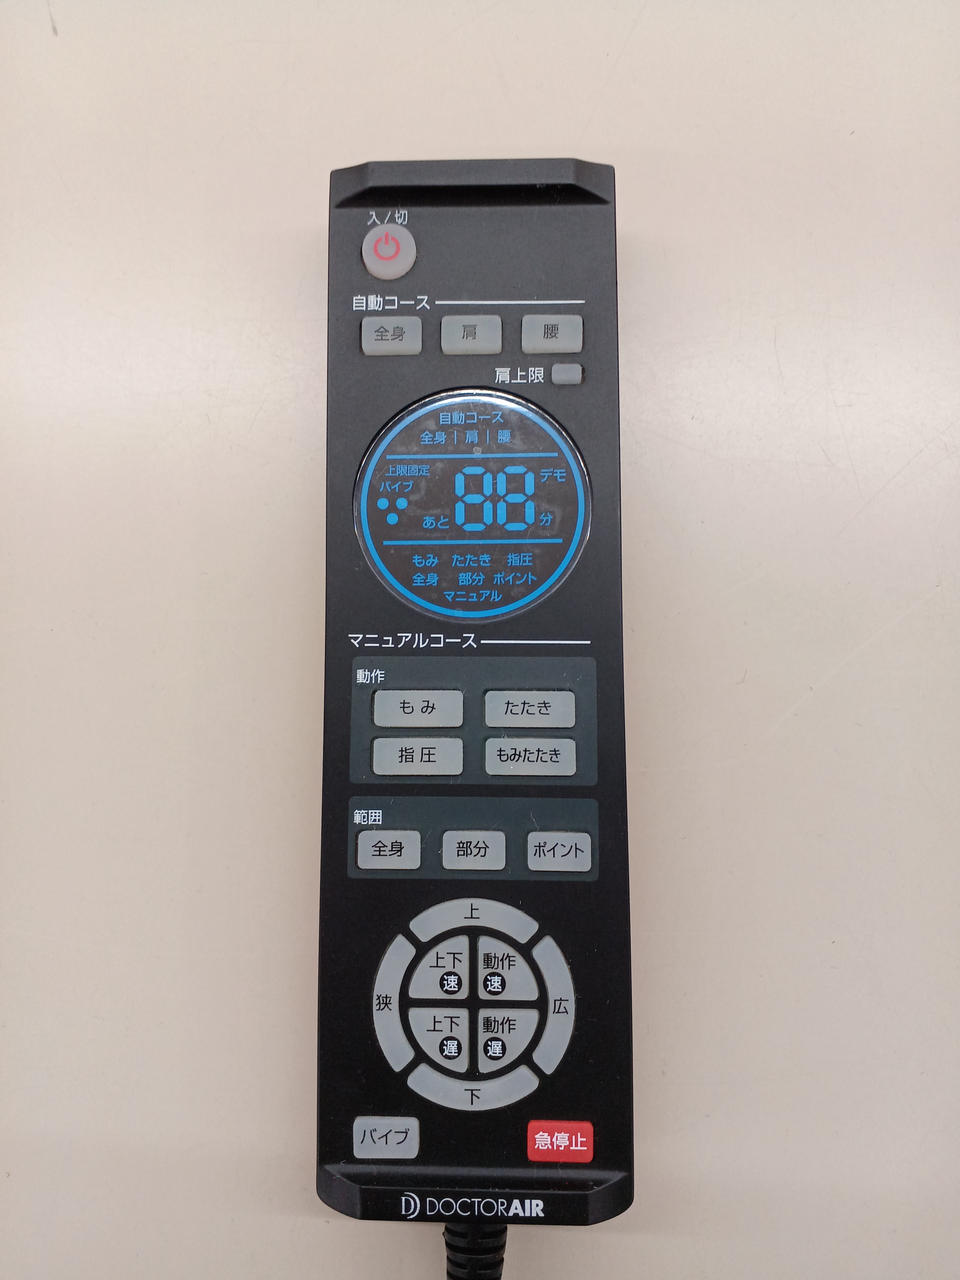 入/切
自動コース
全身 肩 腰
肩上限
自動コース
全身|肩|腰
上限固定
バイブ
デモ
あと 88 分
もみ たたき 指圧
全身 部分 ポイント
マニュアル
マニュアルコース
動作
もみ たたき
指圧 もみたたき
範囲
全身 部分 ポイント
上
上下 動作
速 速
狭 広
上下 動作
遅 遅
下
バイブ 急停止
DOCTORAIR